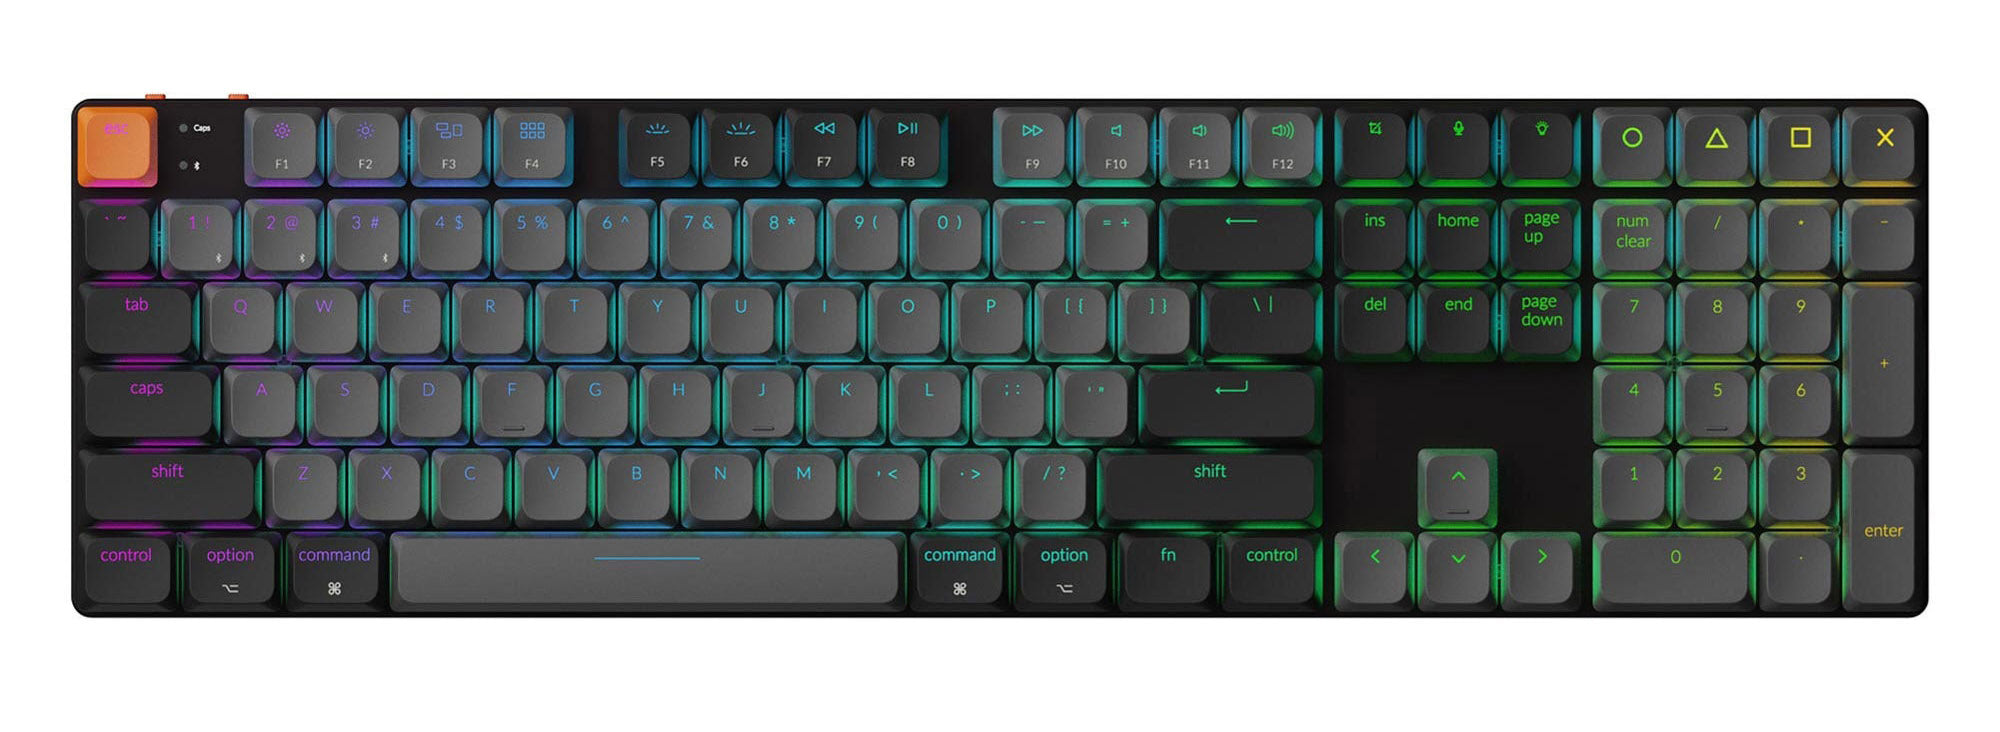 esc
Caps
F1
F2
F3
F4
F5
F6
F7
F8
F9
F10
F11
F12
` ~
1 !
2 @
3 #
4 $
5 %
6 ^
7 &
8 *
9 (
0 )
- —
= +
←
ins
home
page
up
num
clear
/
*
-
tab
Q
W
E
R
T
Y
U
I
O
P
[ {
] }
\ |
del
end
page
down
7
8
9
+
caps
A
S
D
F
G
H
J
K
L
; :
' "
4
5
6
shift
Z
X
C
V
B
N
M
, <
. >
/ ?
shift
^
1
2
3
enter
control
option
⌥
command
⌘
command
⌘
option
⌥
fn
control
<
⌄
>
0
.